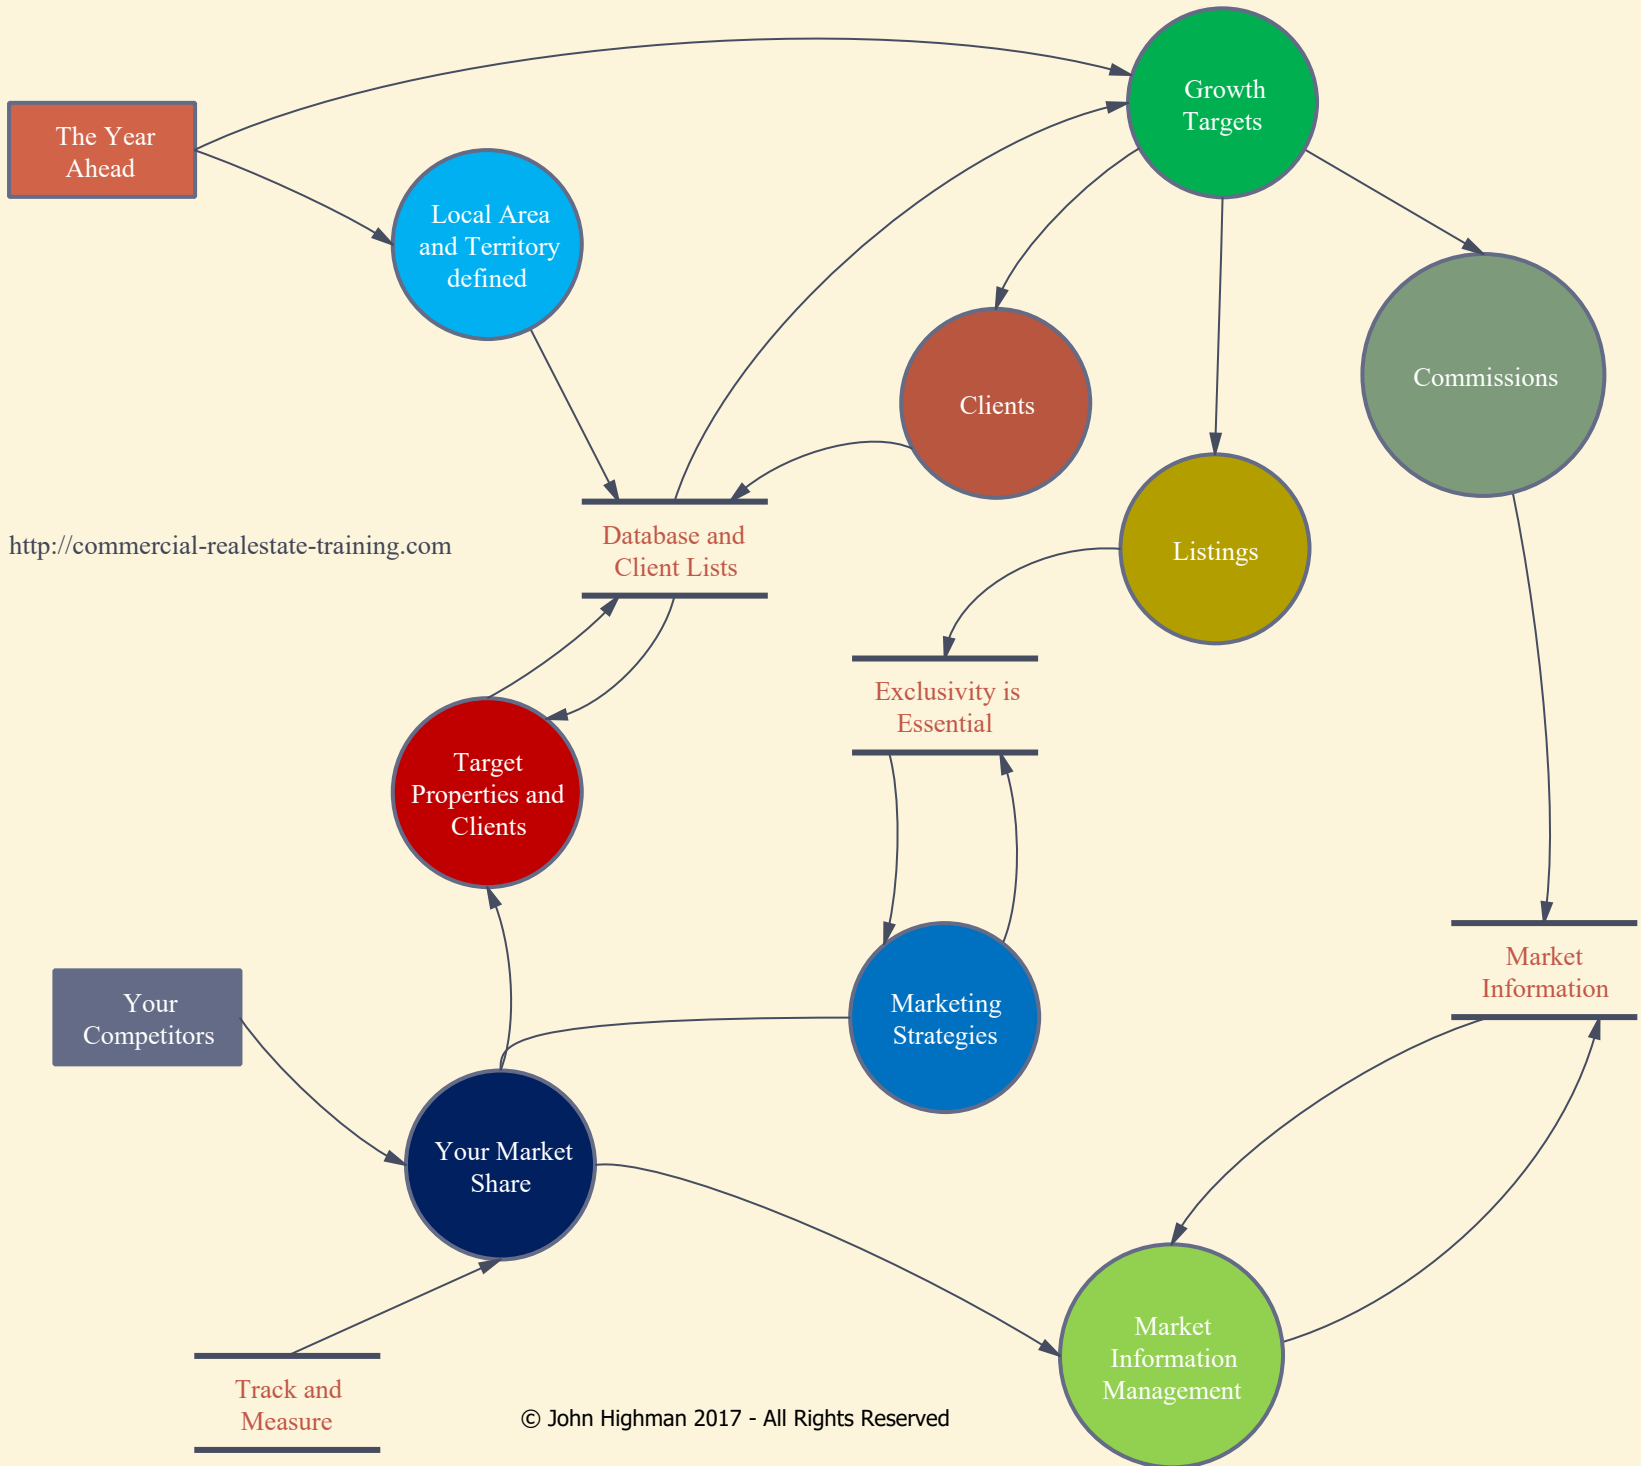 Growth
Targets
The Year
Ahead
Local Area
and Territory
defined
Commissions
Clients
http://commercial-realestate-training.com
Database and
Client Lists
Listings
Exclusivity is
Essential
Target
Properties and
Clients
Market
Information
Your
Competitors
Marketing
Strategies
Your Market
Share
Market
Information
Management
Track and
Measure
© John Highman 2017 - All Rights Reserved